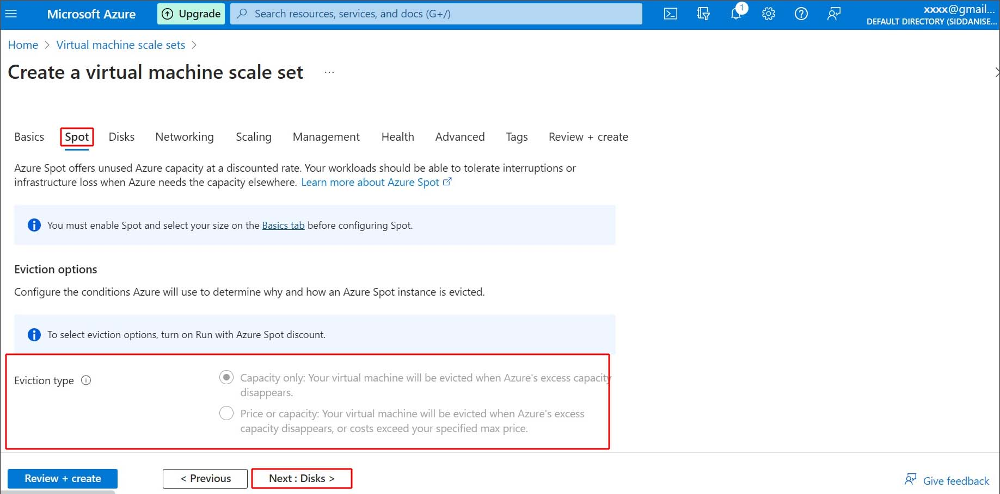 Microsoft Azure
Upgrade
Search resources, services, and docs (G+/)
1
xxxx@gmail...
DEFAULT DIRECTORY (SIDDANISE...
Home > Virtual machine scale sets >
Create a virtual machine scale set ...
Basics Spot Disks Networking Scaling Management Health Advanced Tags Review + create
Azure Spot offers unused Azure capacity at a discounted rate. Your workloads should be able to tolerate interruptions or
infrastructure loss when Azure needs the capacity elsewhere. Learn more about Azure Spot
You must enable Spot and select your size on the Basics tab before configuring Spot.
Eviction options
Configure the conditions Azure will use to determine why and how an Azure Spot instance is evicted.
To select eviction options, turn on Run with Azure Spot discount.
Eviction type
Capacity only: Your virtual machine will be evicted when Azure's excess capacity
disappears.
Price or capacity: Your virtual machine will be evicted when Azure's excess
capacity disappears, or costs exceed your specified max price.
Review + create
< Previous
Next : Disks >
Give feedback